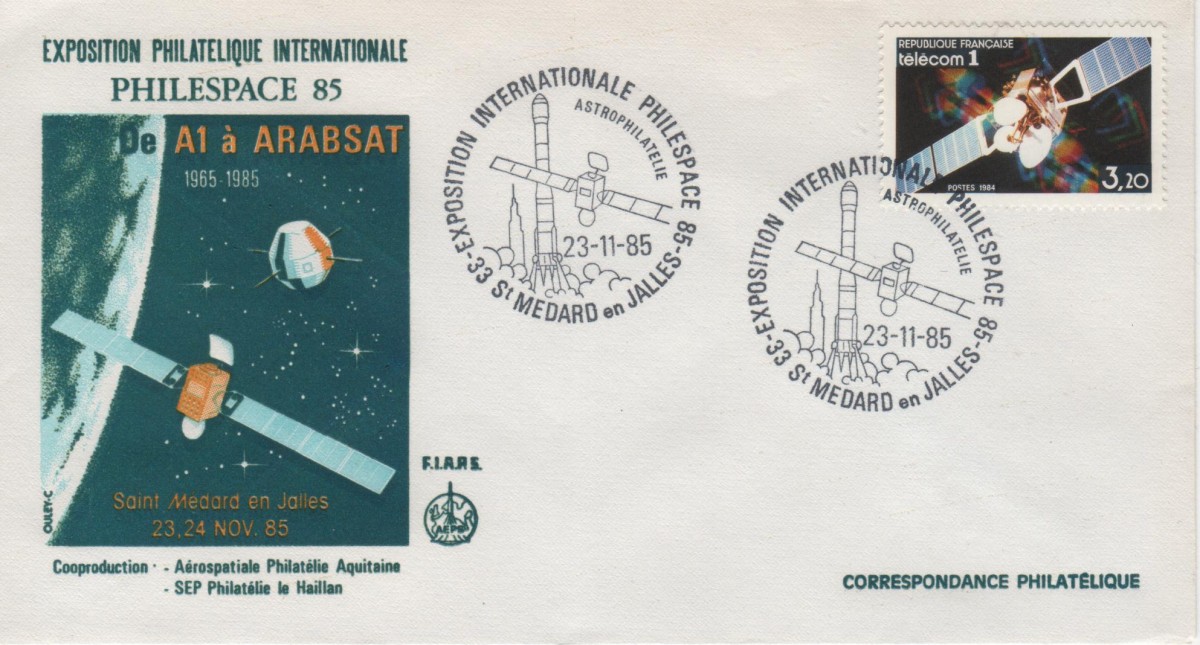 EXPOSITION PHILATELIQUE INTERNATIONALE
PHILESPACE 85
De A1 à ARABSAT
1965-1985
Saint Medard en Jalles
23,24 NOV. 85
OULEY-C
F.I.A.P.S.
AEPS
Cooproduction · - Aérospatiale Philatélie Aquitaine
- SEP Philatélie le Haillan
EXPOSITION INTERNATIONALE PHILESPACE 85-
ASTROPHILATELIE
23-11-85
-33 St MEDARD en JALLES-
REPUBLIQUE FRANÇAISE
télécom 1
POSTES 1984
3,20
EXPOSITION INTERNATIONALE PHILESPACE 85-
ASTROPHILATELIE
23-11-85
-33 St MEDARD en JALLES-
CORRESPONDANCE PHILATÉLIQUE